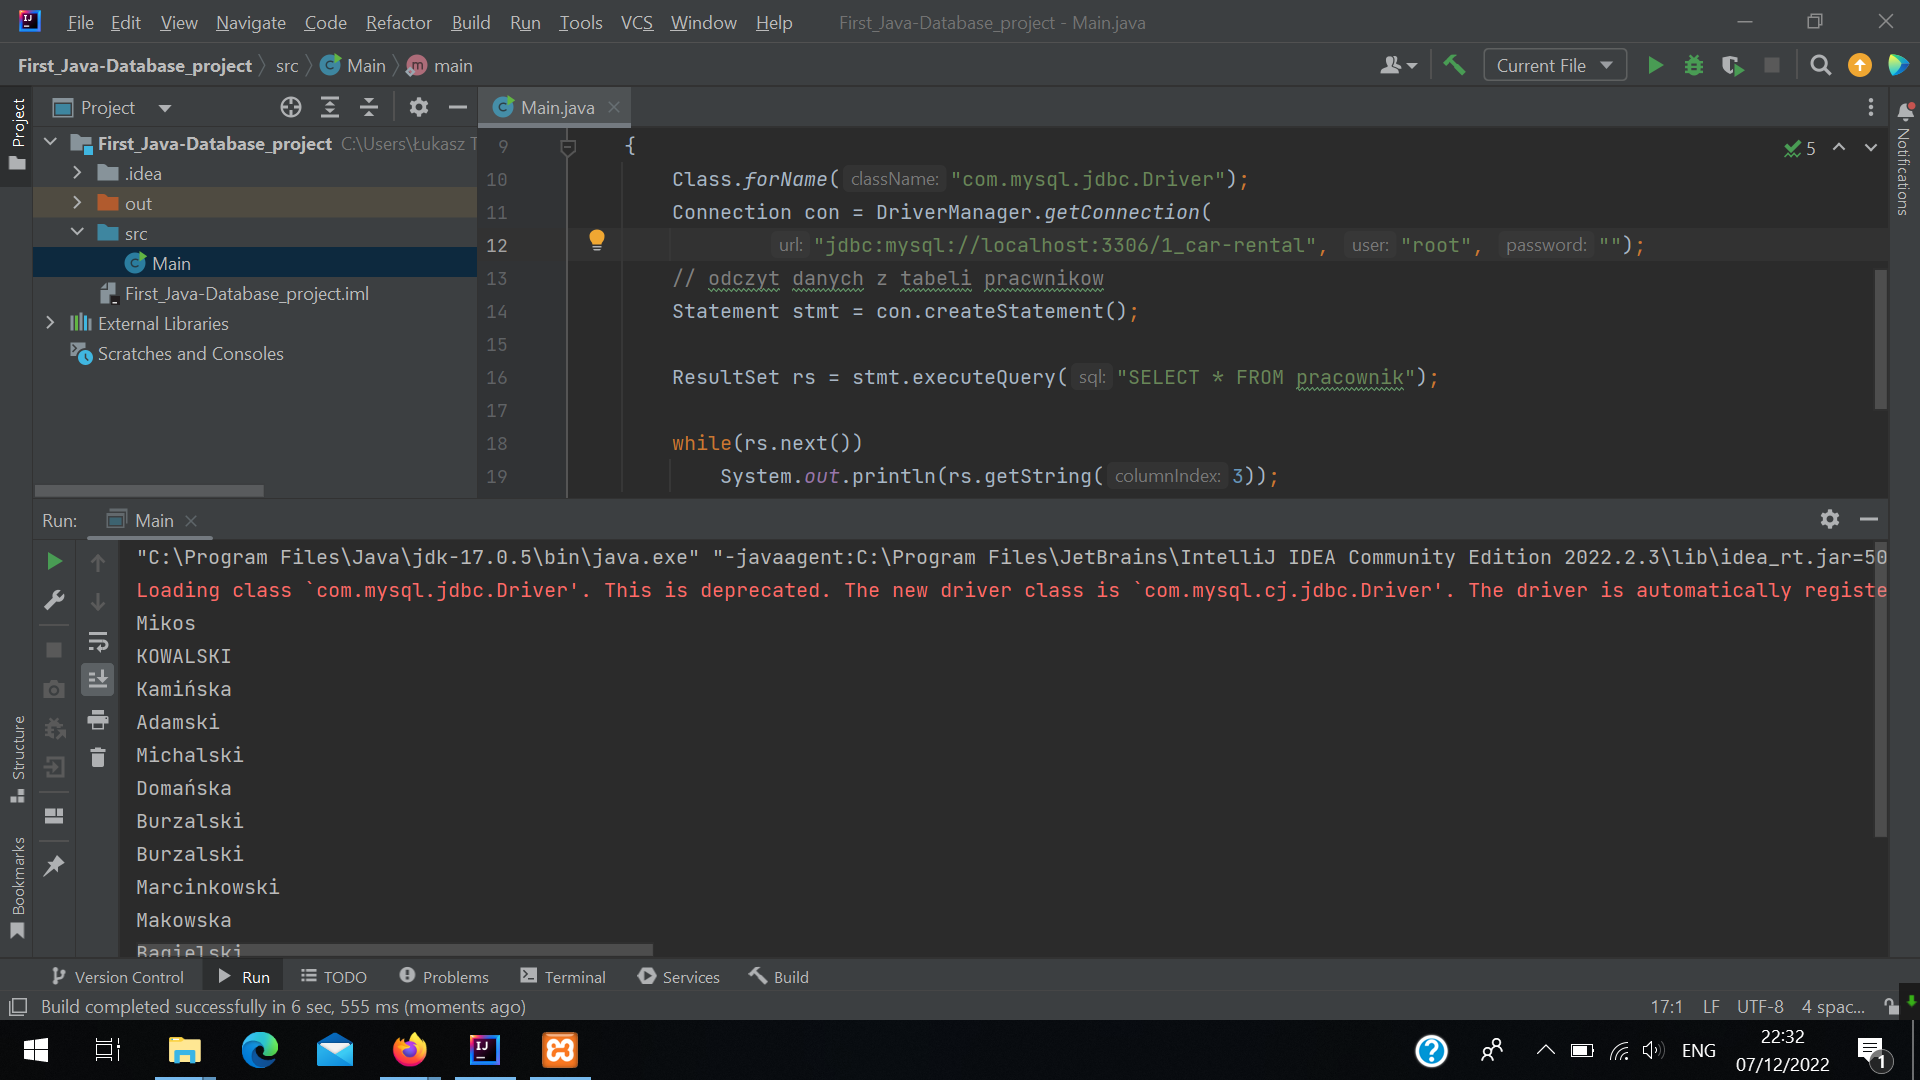 File Edit View Navigate Code Refactor Build Run Tools VCS Window Help First_Java-Database_project - Main.java
First_Java-Database_project src Main main
Current File
Project
Main.java
Project
First_Java-Database_project C:\Users\Łukasz T
.idea
out
src
Main
First_Java-Database_project.iml
External Libraries
Scratches and Consoles
9 {
10 Class.forName( className: "com.mysql.jdbc.Driver");
11 Connection con = DriverManager.getConnection(
12 url: "jdbc:mysql://localhost:3306/1_car-rental", user: "root", password: "");
13 // odczyt danych z tabeli pracwnikow
14 Statement stmt = con.createStatement();
15
16 ResultSet rs = stmt.executeQuery( sql: "SELECT * FROM pracownik");
17
18 while(rs.next())
19 System.out.println(rs.getString( columnIndex: 3));
5
Notifications
Run: Main
"C:\Program Files\Java\jdk-17.0.5\bin\java.exe" "-javaagent:C:\Program Files\JetBrains\IntelliJ IDEA Community Edition 2022.2.3\lib\idea_rt.jar=50
Loading class `com.mysql.jdbc.Driver'. This is deprecated. The new driver class is `com.mysql.cj.jdbc.Driver'. The driver is automatically registe
Mikos
KOWALSKI
Kamińska
Adamski
Michalski
Domańska
Burzalski
Burzalski
Marcinkowski
Makowska
Bagielski
Structure
Bookmarks
Version Control Run TODO Problems Terminal Services Build
Build completed successfully in 6 sec, 555 ms (moments ago)
17:1 LF UTF-8 4 spac...
ENG
22:32
07/12/2022
1